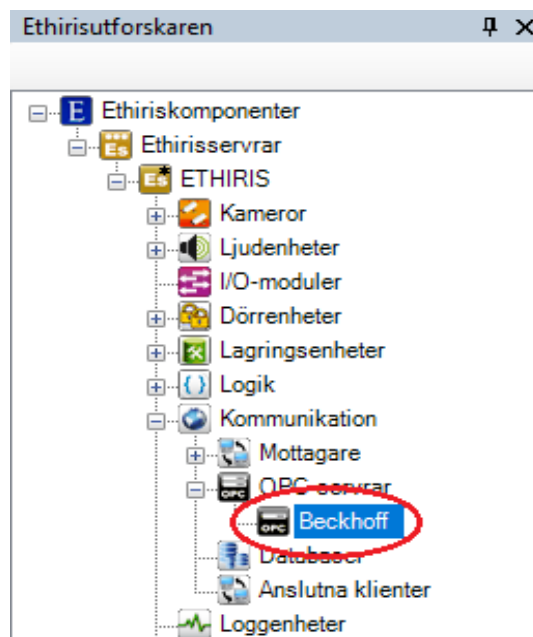 Ethirisutforskaren
Ethiriskomponenter
Ethirisservrar
ETHIRIS
Kameror
Ljudenheter
I/O-moduler
Dörrenheter
Lagringsenheter
Logik
Kommunikation
Mottagare
OPC-servrar
Beckhoff
Databaser
Anslutna klienter
Loggenheter